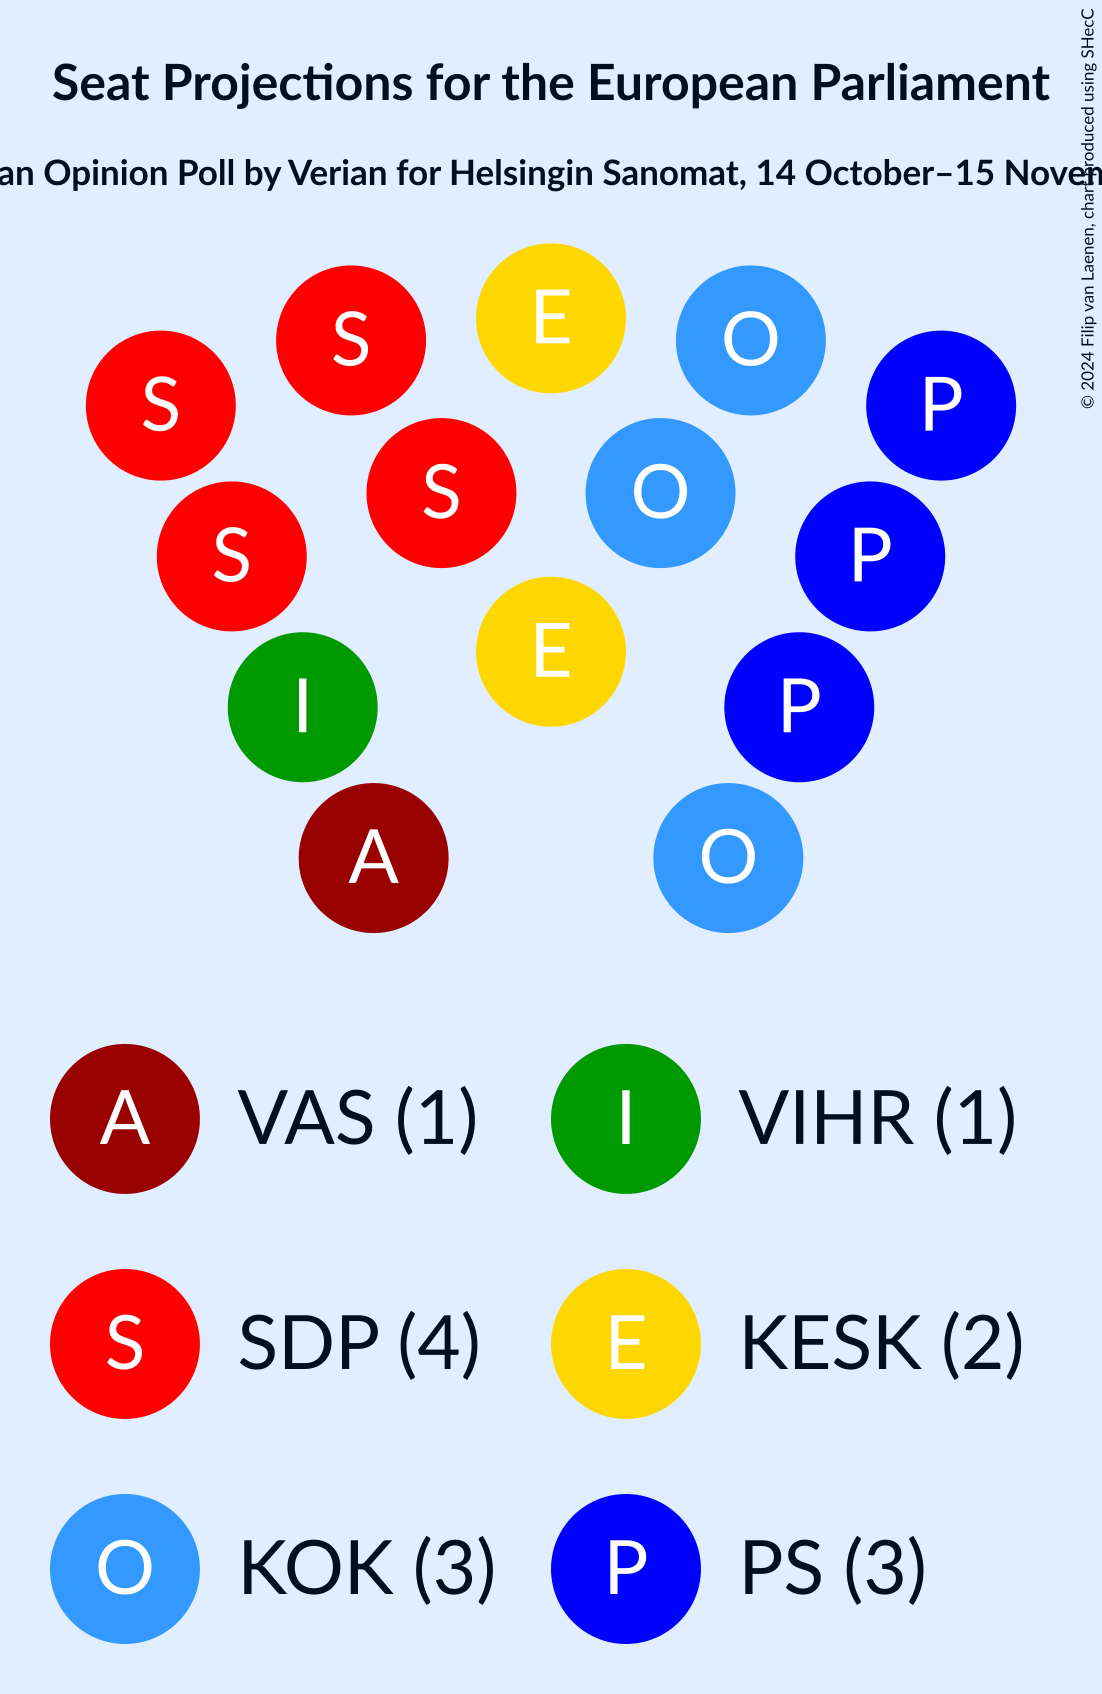 Seat Projections for the European Parliament
an Opinion Poll by Verian for Helsingin Sanomat, 14 October–15
© 2024 Filip van Laenen, chart produced using SHecC
E
S O
S P
S O
S P
E
I P
A O
A VAS (1) I VIHR (1)
S SDP (4) E KESK (2)
O KOK (3) P PS (3)